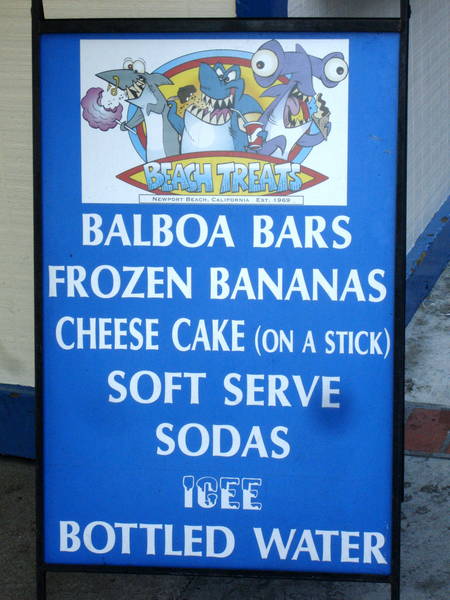 BEACH TREATS
NEWPORT BEACH, CALIFORNIA EST. 1969
BALBOA BARS
FROZEN BANANAS
CHEESE CAKE (ON A STICK)
SOFT SERVE
SODAS
ICEE
BOTTLED WATER